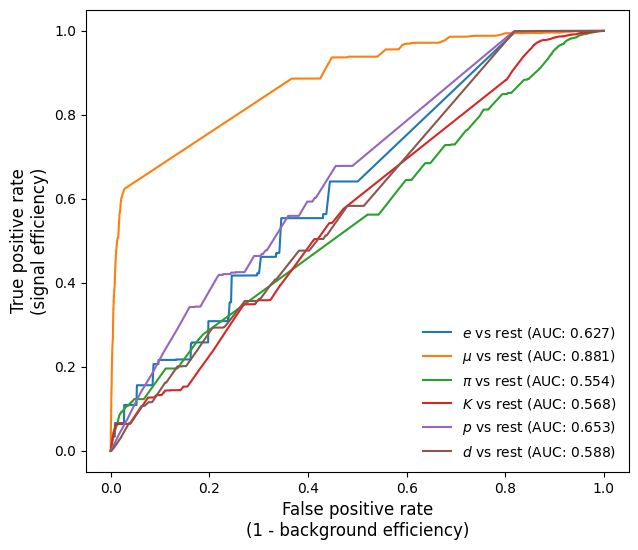 True positive rate
(signal efficiency)
1.0
0.8
0.6
0.4
0.2
0.0
e vs rest (AUC: 0.627)
μ vs rest (AUC: 0.881)
π vs rest (AUC: 0.554)
K vs rest (AUC: 0.568)
p vs rest (AUC: 0.653)
d vs rest (AUC: 0.588)
0.0 0.2 0.4 0.6 0.8 1.0
False positive rate
(1 - background efficiency)